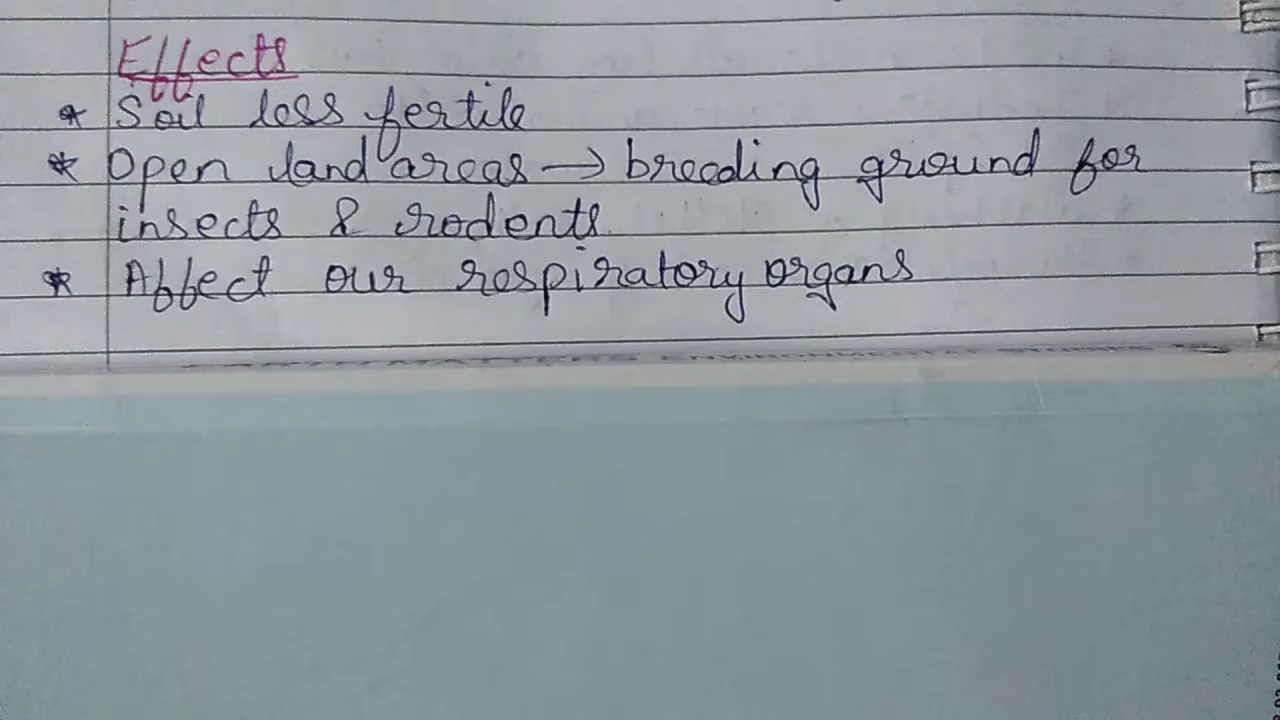 Effects
* Soil less fertile
* Open land areas → breeding ground for
insects & rodents
* Affect our respiratory organs